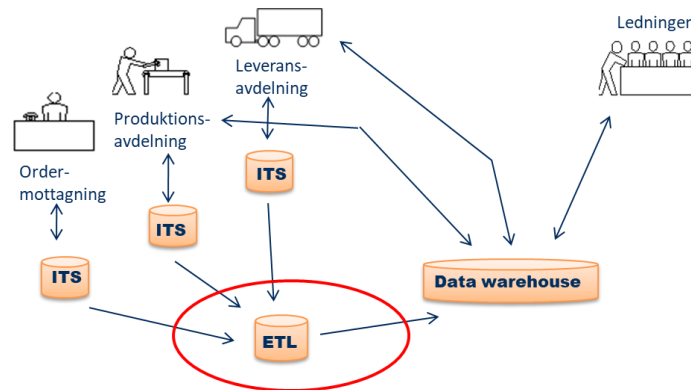 Ledningen
Leverans-
avdelning
Produktions-
avdelning
Order-
mottagning
ITS
ITS
ITS
Data warehouse
ETL